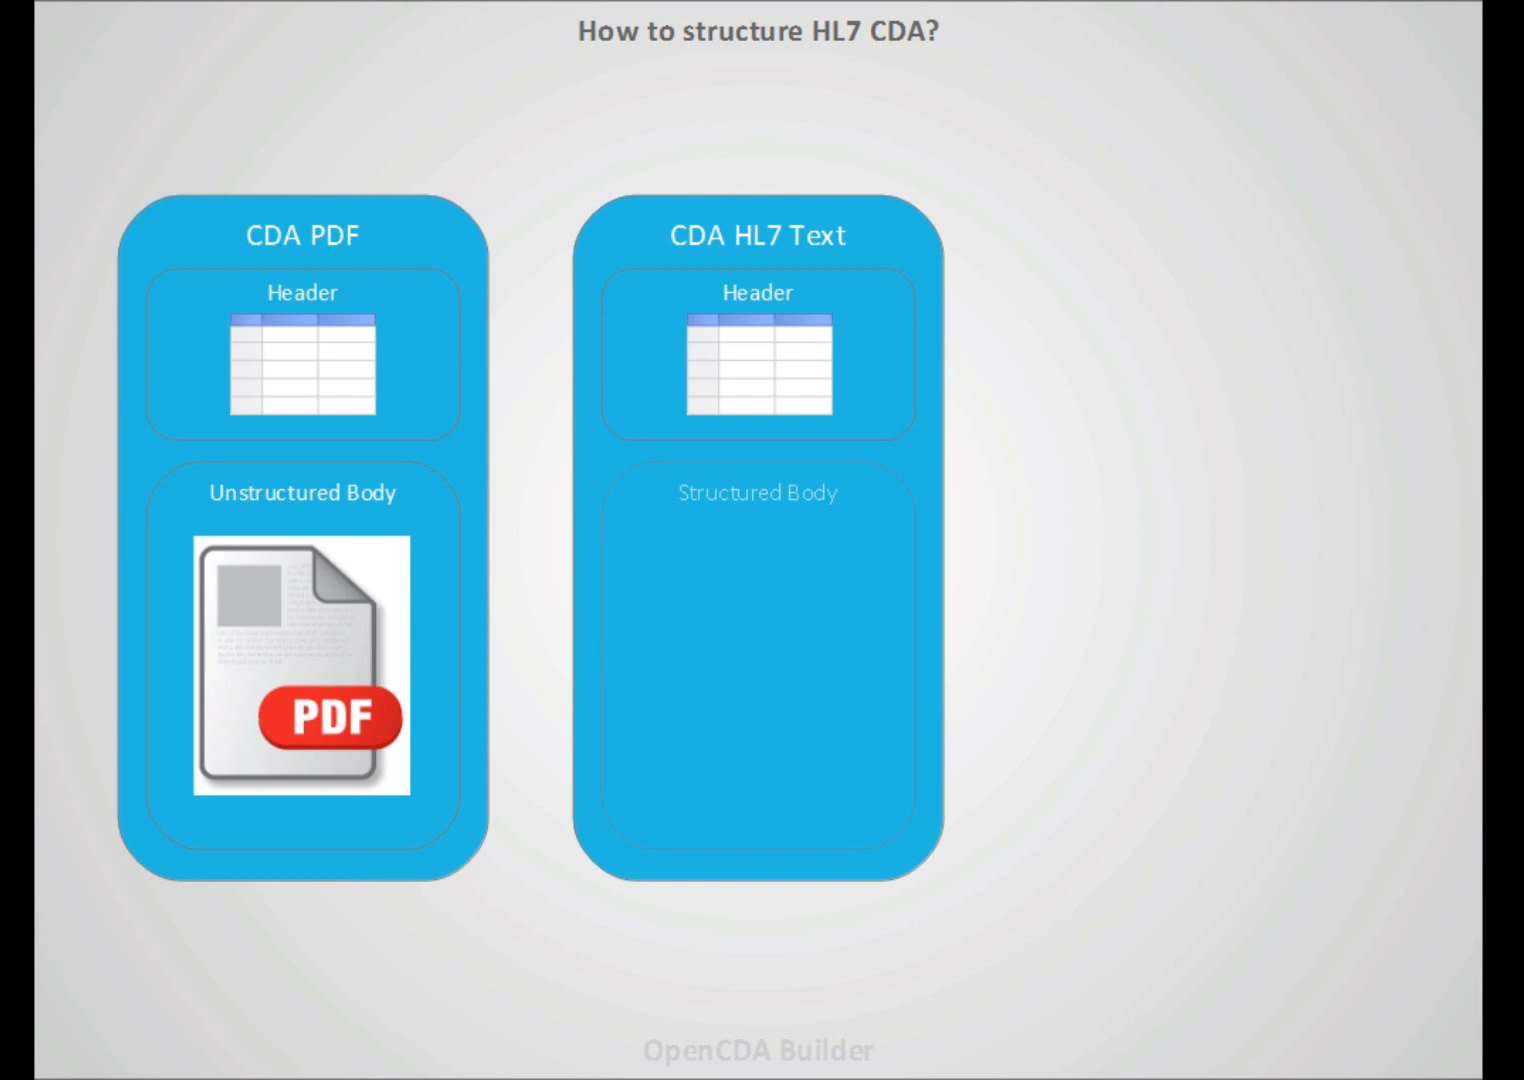 How to structure HL7 CDA?
CDA PDF
Header
Unstructured Body
PDF
CDA HL7 Text
Header
Structured Body
OpenCDA Builder